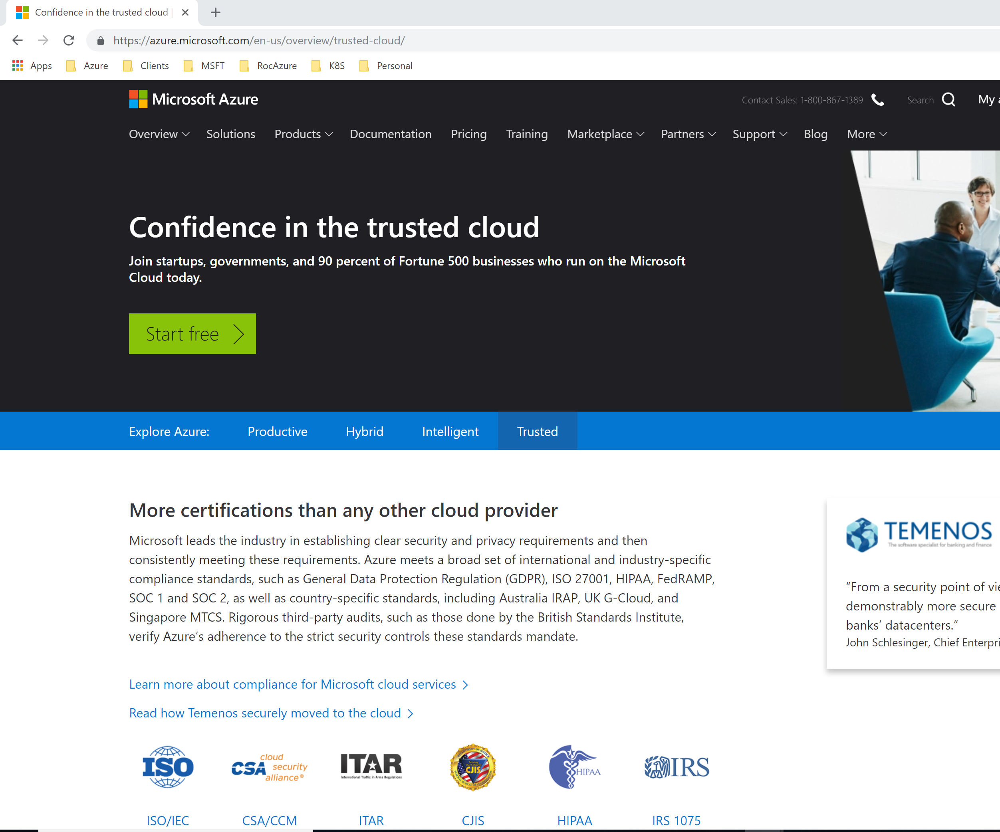 Confidence in the trusted cloud |
https://azure.microsoft.com/en-us/overview/trusted-cloud/
Apps Azure Clients MSFT RocAzure K8S Personal
Microsoft Azure
Contact Sales: 1-800-867-1389 Search My
Overview Solutions Products Documentation Pricing Training Marketplace Partners Support Blog More
Confidence in the trusted cloud
Join startups, governments, and 90 percent of Fortune 500 businesses who run on the Microsoft
Cloud today.
Start free
Explore Azure: Productive Hybrid Intelligent Trusted
More certifications than any other cloud provider
Microsoft leads the industry in establishing clear security and privacy requirements and then
consistently meeting these requirements. Azure meets a broad set of international and industry-specific
compliance standards, such as General Data Protection Regulation (GDPR), ISO 27001, HIPAA, FedRAMP,
SOC 1 and SOC 2, as well as country-specific standards, including Australia IRAP, UK G-Cloud, and
Singapore MTCS. Rigorous third-party audits, such as those done by the British Standards Institute,
verify Azure’s adherence to the strict security controls these standards mandate.
Learn more about compliance for Microsoft cloud services
Read how Temenos securely moved to the cloud
TEMENOS
The software specialist for banking and finance
“From a security point of
demonstrably more secure
banks’ datacenters.”
John Schlesinger, Chief
ISO
CSA cloud security alliance®
ITAR
International Traffic in Arms Regulations
CJIS
HIPAA
IRS
ISO/IEC CSA/CCM ITAR CJIS HIPAA IRS 1075